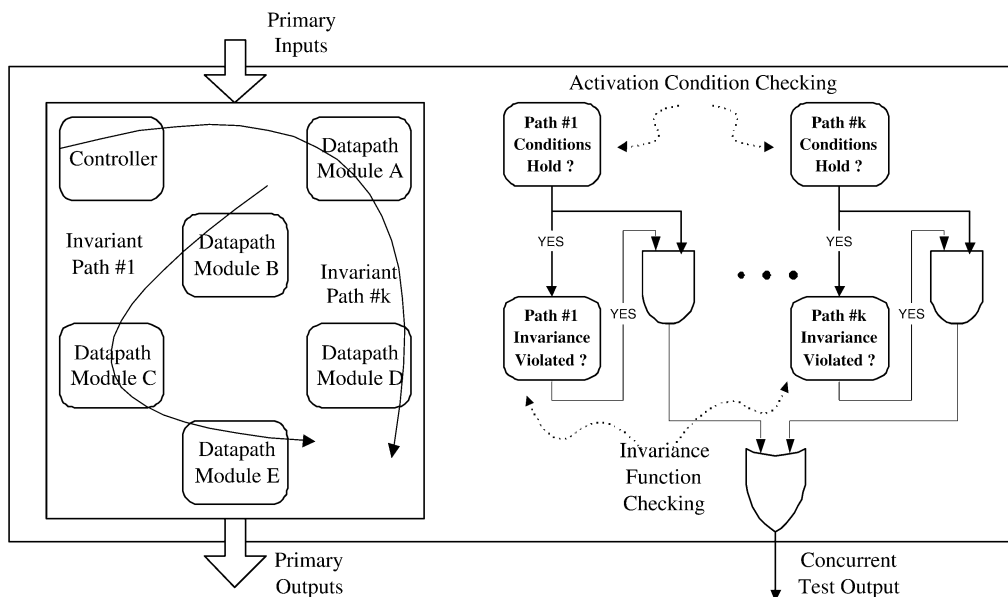 Primary
Inputs
Activation Condition Checking
Controller
Datapath
Module A
Invariant
Path #1
Datapath
Module B
Invariant
Path #k
Datapath
Module C
Datapath
Module D
Datapath
Module E
Path #1
Conditions
Hold ?
Path #k
Conditions
Hold ?
YES
YES
Path #1
Invariance
Violated ?
YES
Path #k
Invariance
Violated ?
YES
Invariance
Function
Checking
Primary
Outputs
Concurrent
Test Output